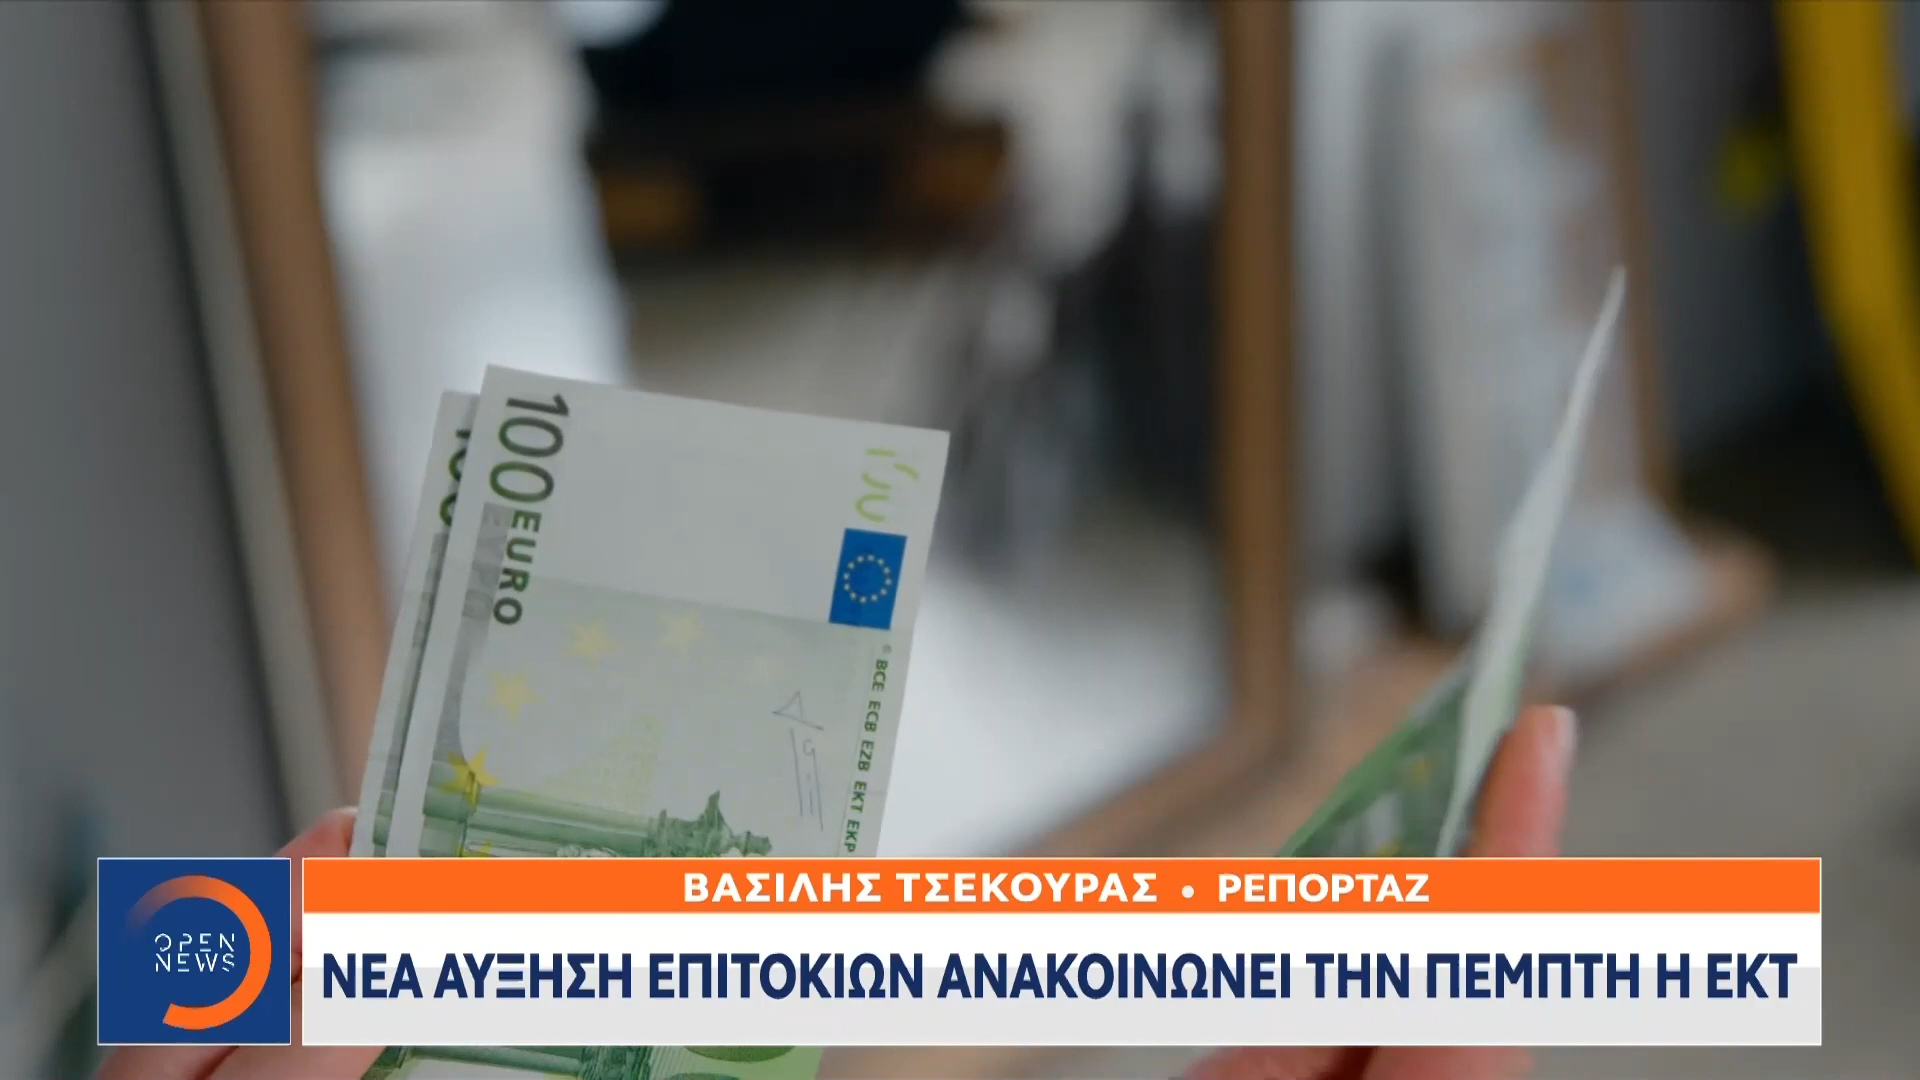 100 EURO
BCE ECB EZB EKT EKP
ΒΑΣΙΛΗΣ ΤΣΕΚΟΥΡΑΣ • ΡΕΠΟΡΤΑΖ
OPEN
NEWS
ΝΕΑ ΑΥΞΗΣΗ ΕΠΙΤΟΚΙΩΝ ΑΝΑΚΟΙΝΩΝΕΙ ΤΗΝ ΠΕΜΠΤΗ Η ΕΚΤ